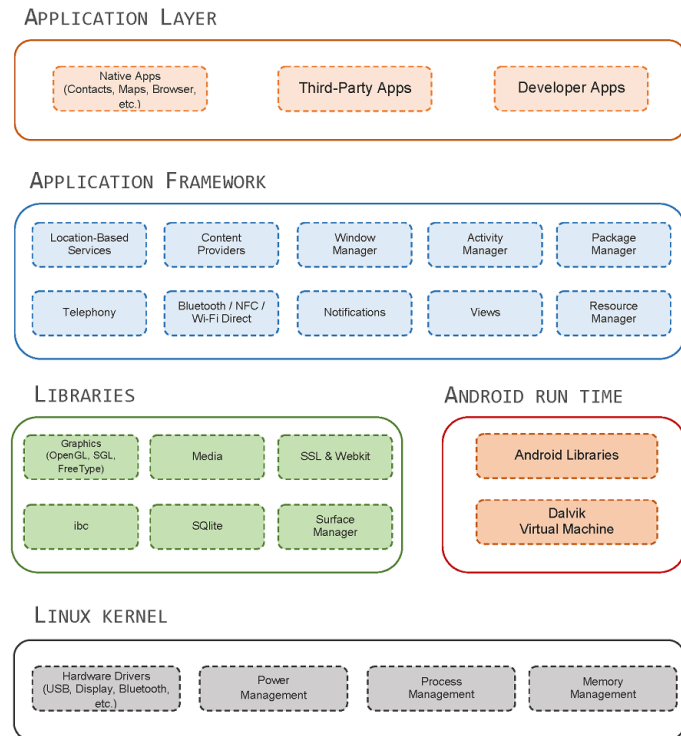 APPLICATION LAYER
Native Apps
(Contacts, Maps, Browser,
etc.)
Third-Party Apps
Developer Apps
APPLICATION FRAMEWORK
Location-Based
Services
Content
Providers
Window
Manager
Activity
Manager
Package
Manager
Telephony
Bluetooth / NFC /
Wi-Fi Direct
Notifications
Views
Resource
Manager
LIBRARIES
Graphics
(OpenGL, SGL,
FreeType)
Media
SSL & Webkit
ibc
SQlite
Surface
Manager
ANDROID RUN TIME
Android Libraries
Dalvik
Virtual Machine
LINUX KERNEL
Hardware Drivers
(USB, Display, Bluetooth,
etc.)
Power
Management
Process
Management
Memory
Management